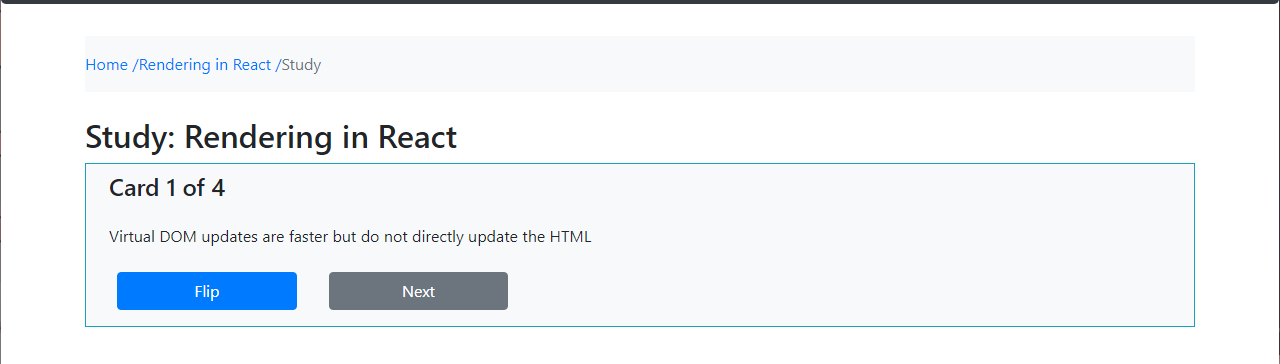 Home /Rendering in React /Study
Study: Rendering in React
Card 1 of 4
Virtual DOM updates are faster but do not directly update the HTML
Flip Next